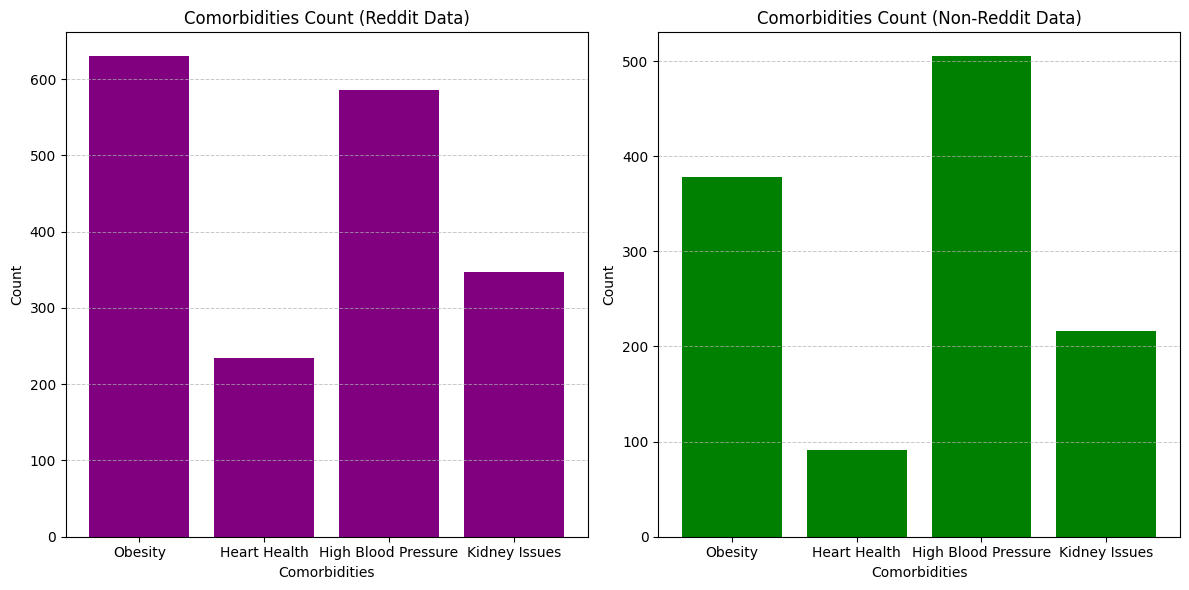 Comorbidities Count (Reddit Data)
Count
600
500
400
300
200
100
0
Obesity
Heart Health
High Blood Pressure
Kidney Issues
Comorbidities
Comorbidities Count (Non-Reddit Data)
Count
500
400
300
200
100
0
Obesity
Heart Health
High Blood Pressure
Kidney Issues
Comorbidities